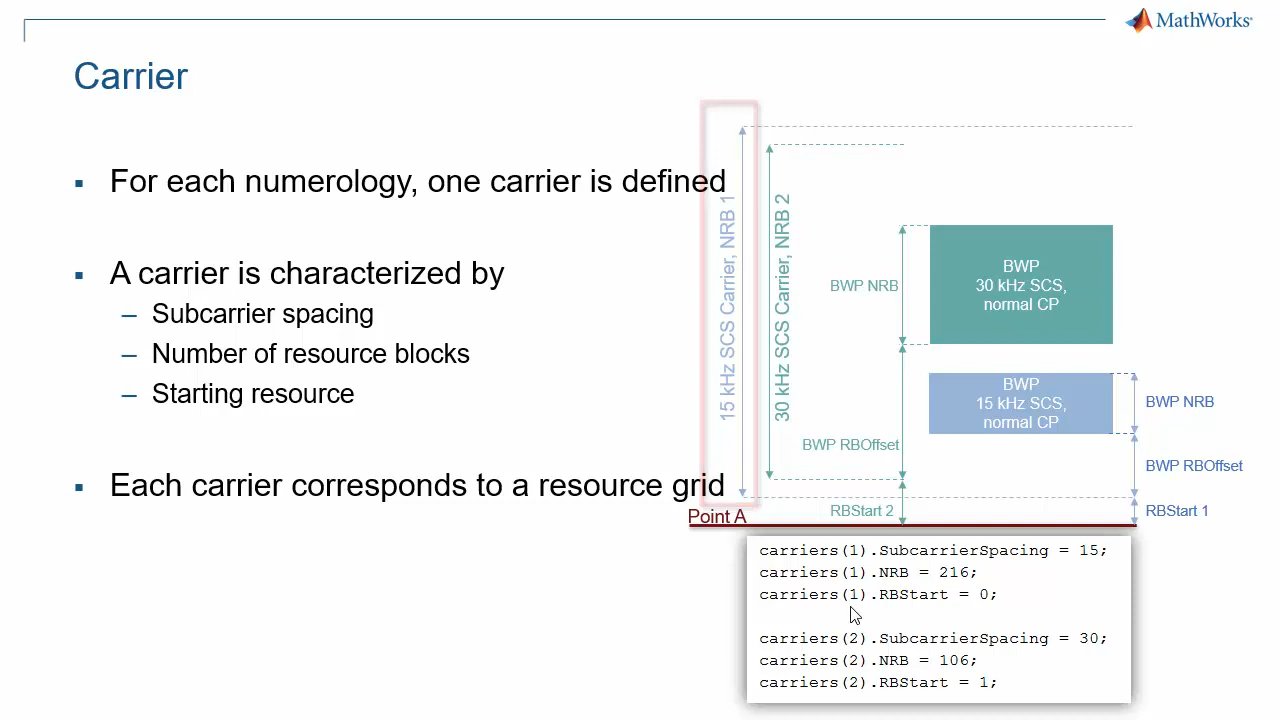 MathWorks®
Carrier
▪ For each numerology, one carrier is defined
▪ A carrier is characterized by
– Subcarrier spacing
– Number of resource blocks
– Starting resource
▪ Each carrier corresponds to a resource grid
15 kHz SCS Carrier, NRB 1
30 kHz SCS Carrier, NRB 2
BWP NRB
BWP
30 kHz SCS,
normal CP
BWP
15 kHz SCS,
normal CP
BWP NRB
BWP RBOffset
BWP RBOffset
RBStart 2
RBStart 1
Point A
carriers(1).SubcarrierSpacing = 15;
carriers(1).NRB = 216;
carriers(1).RBStart = 0;
carriers(2).SubcarrierSpacing = 30;
carriers(2).NRB = 106;
carriers(2).RBStart = 1;